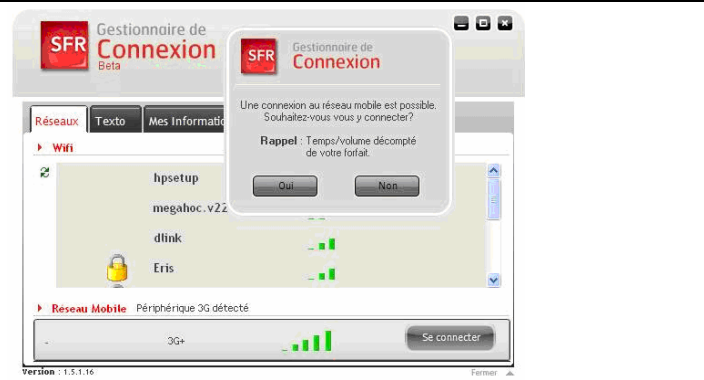 SFR
Gestionnaire de
Connexion
Beta
SFR
Gestionnaire de
Connexion
Une connexion au réseau mobile est possible.
Souhaitez-vous vous y connecter?
Rappel : Temps/volume décompté
de votre forfait.
Oui Non
Réseaux Texto Mes Informatio
Wifi
hpsetup
megahoc.v22
dlink
Eris
Réseau Mobile Périphérique 3G détecté
- 3G+ Se connecter
Version : 1.5.1.16 Fermer